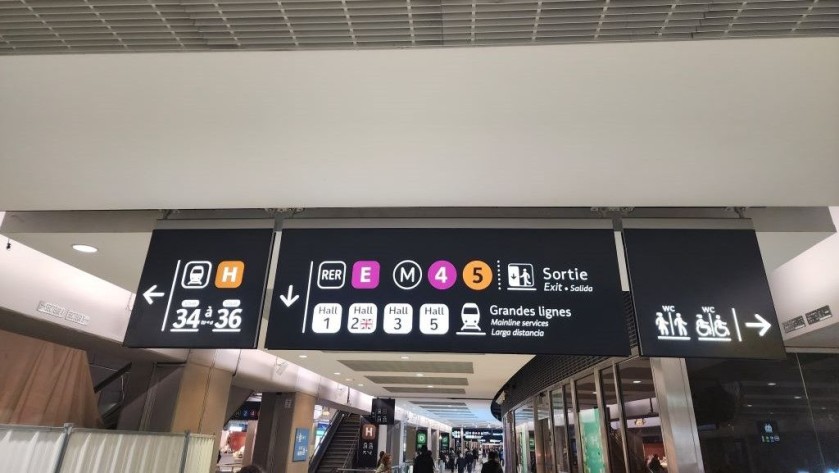 H
34 à 36
RER E M 4 5 Sortie
Exit • Salida
Hall 1 Hall 2 Hall 3 Hall 5 Grandes lignes
Mainline services
Larga distancia
WC WC
H